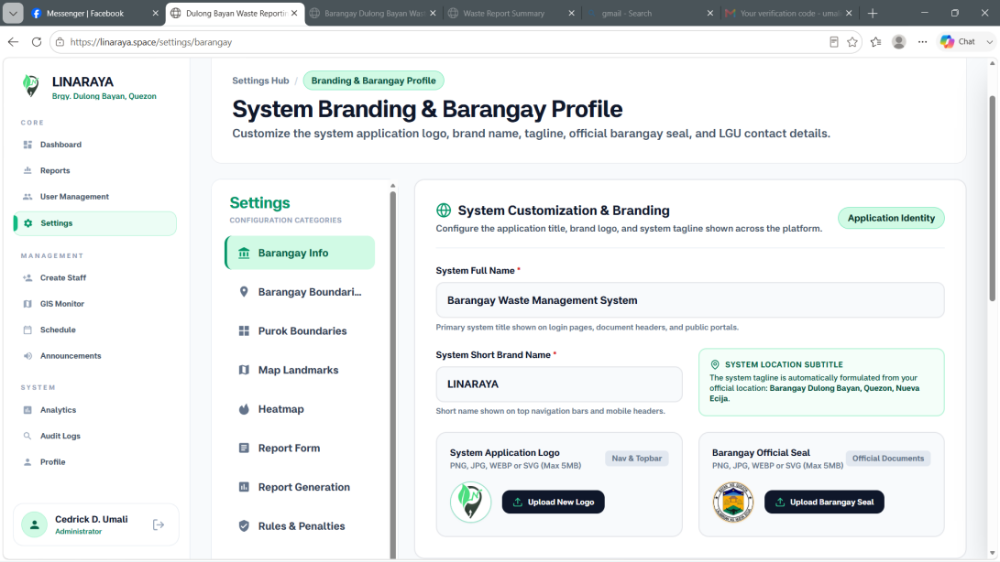 Messenger | Facebook
Dulong Bayan Waste Reportin
Barangay Dulong Bayan Wast
Waste Report Summary
gmail - Search
Your verification code - umal
https://linaraya.space/settings/barangay
Chat
LINARAYA
Brgy. Dulong Bayan, Quezon
CORE
Dashboard
Reports
User Management
Settings
MANAGEMENT
Create Staff
GIS Monitor
Schedule
Announcements
SYSTEM
Analytics
Audit Logs
Profile
Cedrick D. Umali
Administrator
Settings Hub / Branding & Barangay Profile
System Branding & Barangay Profile
Customize the system application logo, brand name, tagline, official barangay seal, and LGU contact details.
Settings
CONFIGURATION CATEGORIES
Barangay Info
Barangay Boundari...
Purok Boundaries
Map Landmarks
Heatmap
Report Form
Report Generation
Rules & Penalties
System Customization & Branding
Configure the application title, brand logo, and system tagline shown across the platform.
Application Identity
System Full Name *
Barangay Waste Management System
Primary system title shown on login pages, document headers, and public portals.
System Short Brand Name *
LINARAYA
Short name shown on top navigation bars and mobile headers.
SYSTEM LOCATION SUBTITLE
The system tagline is automatically formulated from your
official location: Barangay Dulong Bayan, Quezon, Nueva
Ecija.
System Application Logo
PNG, JPG, WEBP or SVG (Max 5MB)
Nav & Topbar
Upload New Logo
Barangay Official Seal
PNG, JPG, WEBP or SVG (Max 5MB)
Official Documents
Upload Barangay Seal